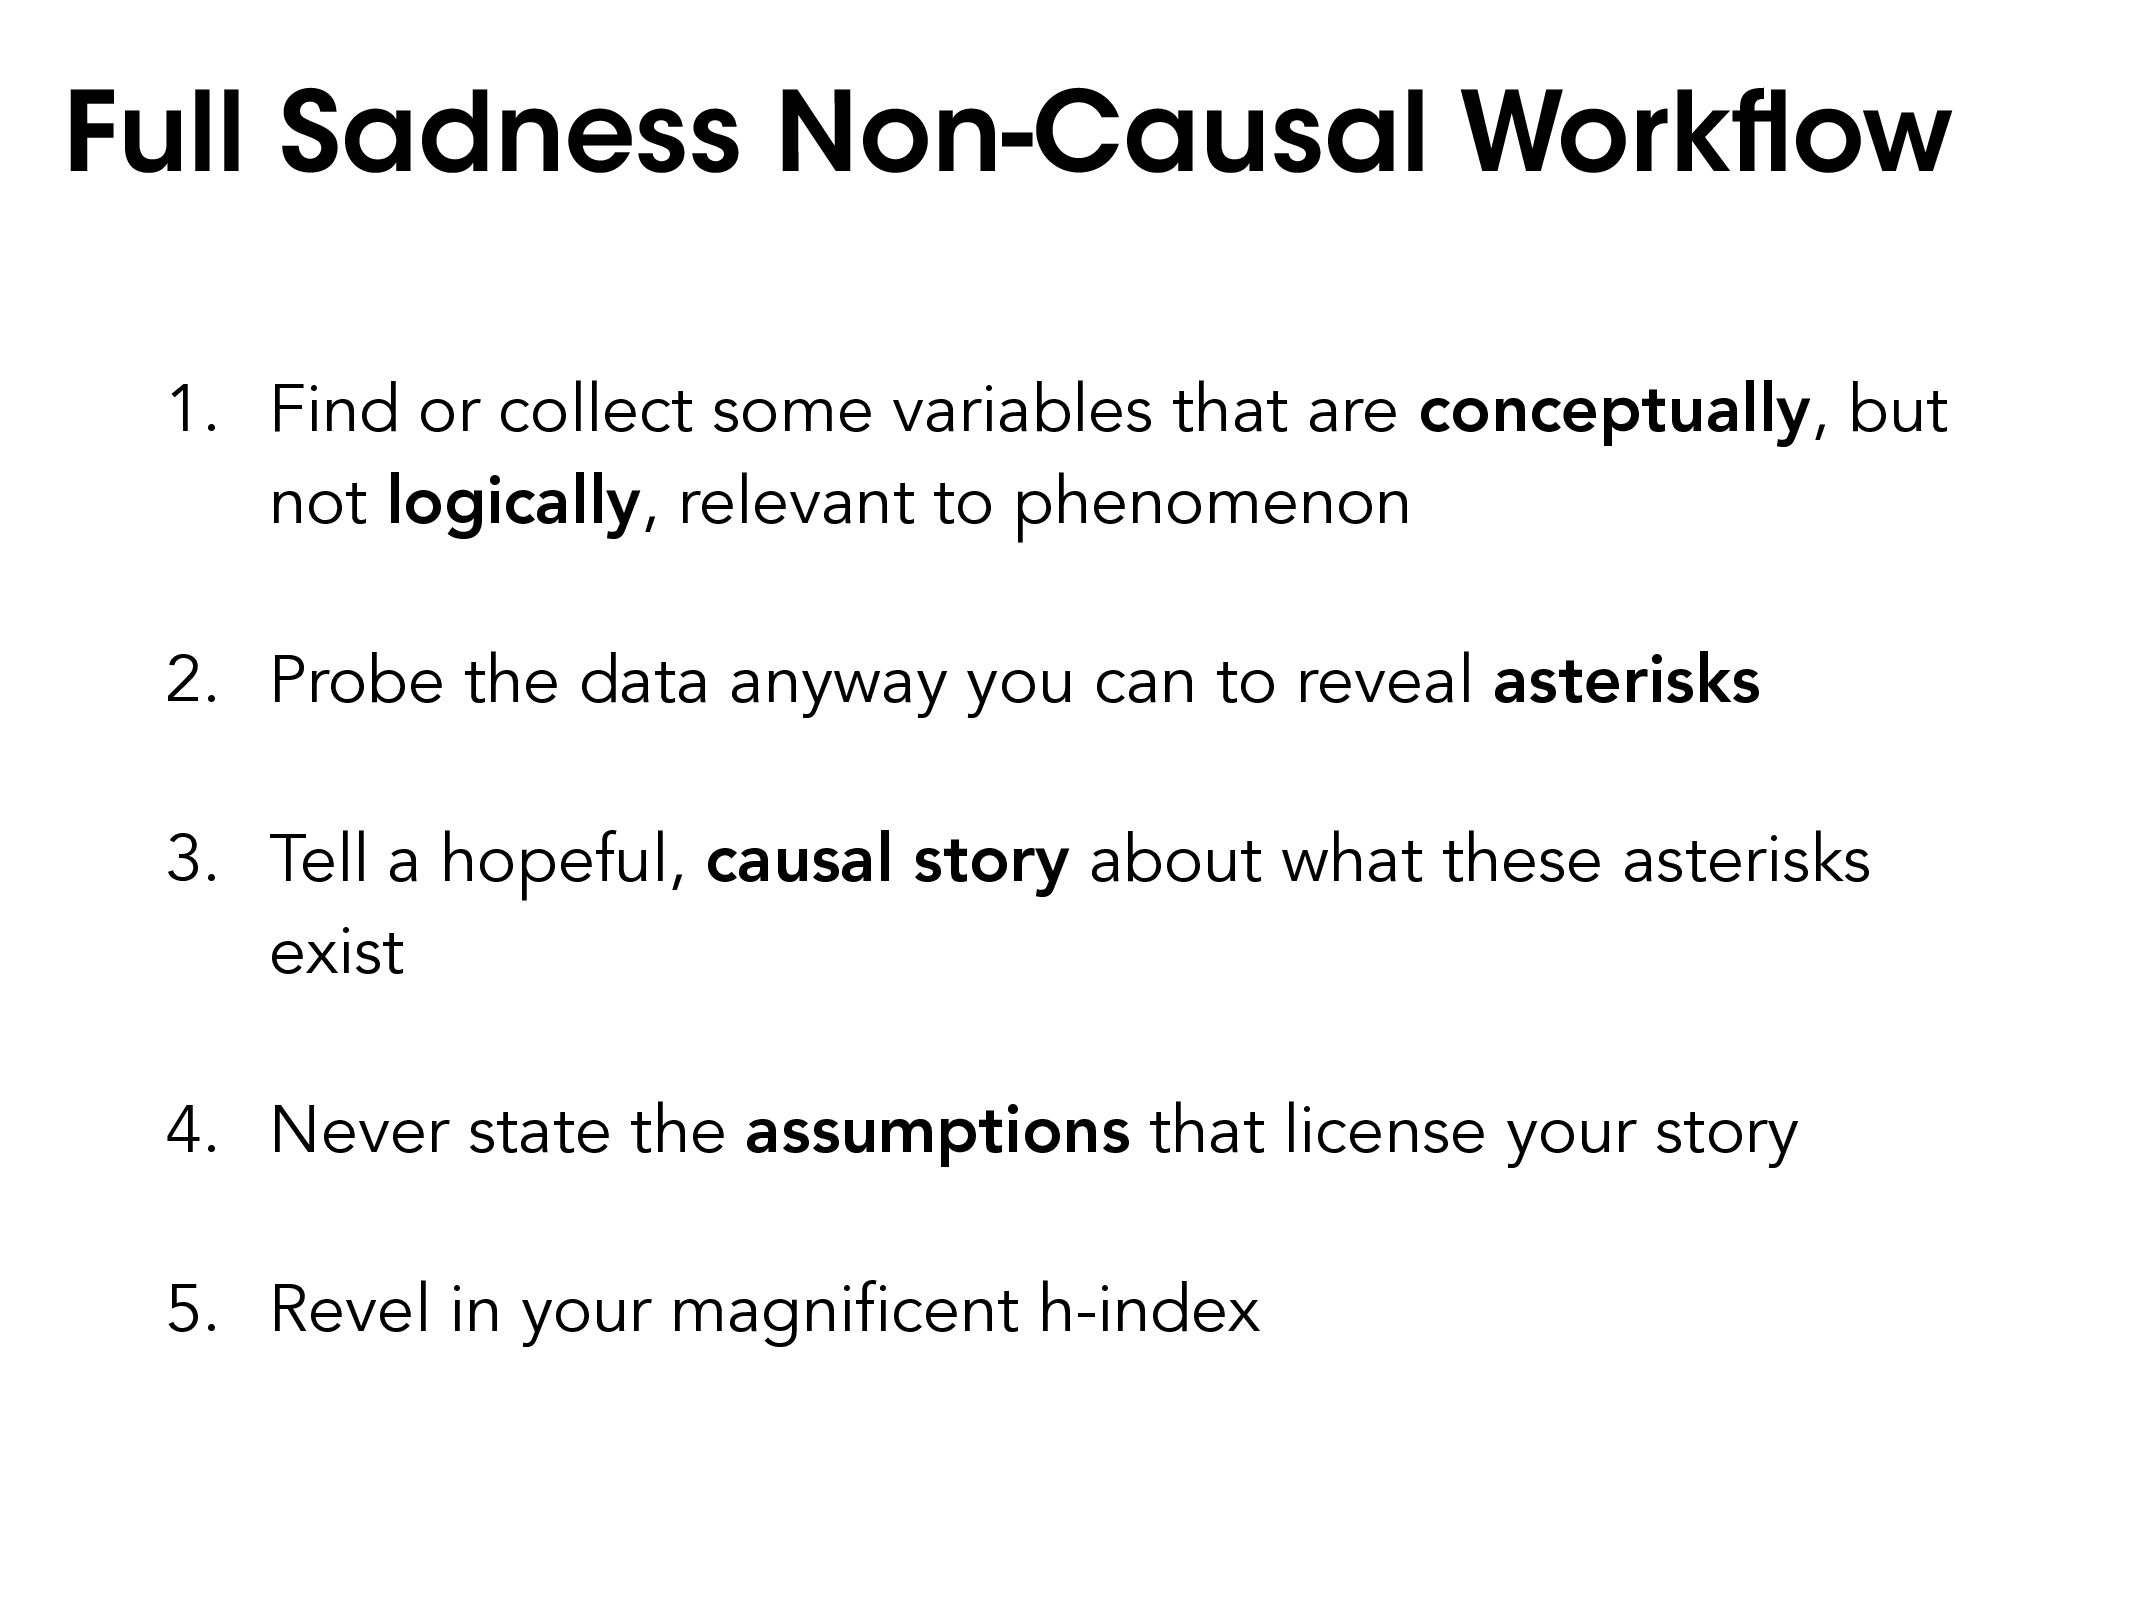 Full Sadness Non-Causal Workflow
1. Find or collect some variables that are conceptually, but
not logically, relevant to phenomenon
2. Probe the data anyway you can to reveal asterisks
3. Tell a hopeful, causal story about what these asterisks
exist
4. Never state the assumptions that license your story
5. Revel in your magnificent h-index